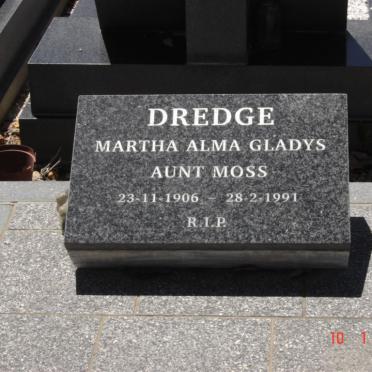 DREDGE
MARTHA ALMA GLADYS
AUNT MOSS
23-11-1906 - 28-2-1991
R.I.P.
10 1